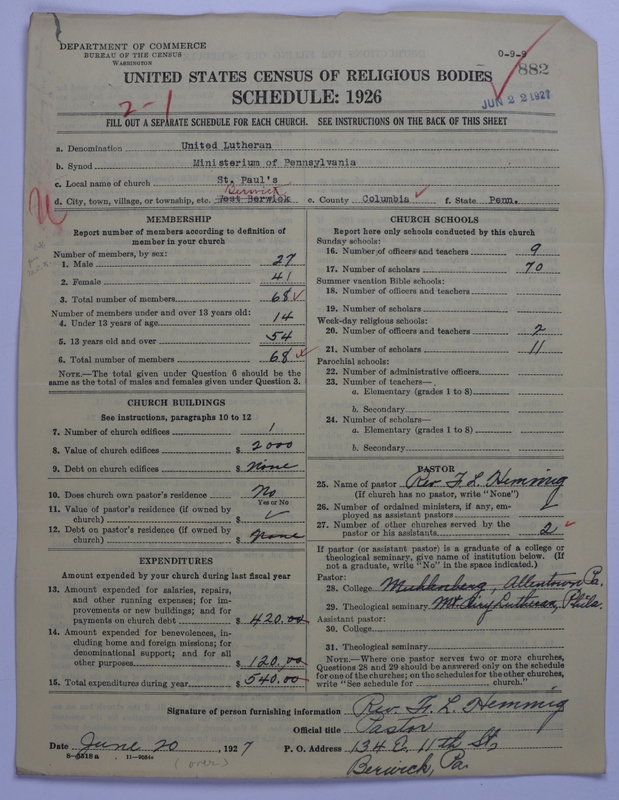 DEPARTMENT OF COMMERCE
BUREAU OF THE CENSUS
WASHINGTON
0-9-9
882
UNITED STATES CENSUS OF RELIGIOUS BODIES
SCHEDULE: 1926
JUN 22 1927
2-1
FILL OUT A SEPARATE SCHEDULE FOR EACH CHURCH. SEE INSTRUCTIONS ON THE BACK OF THIS SHEET
a. Denomination United Lutheran
b. Synod Ministerium of Pennsylvania
c. Local name of church St. Paul's
Berwick
d. City, town, village, or township, etc. West Berwick e. County Columbia f. State Penn.
MEMBERSHIP
Report number of members according to definition of
member in your church
Number of members, by sex:
1. Male 27
2. Female 41
3. Total number of members 68
Number of members under and over 13 years old:
4. Under 13 years of age 14
5. 13 years old and over 54
6. Total number of members 68
NOTE.—The total given under Question 6 should be the
same as the total of males and females given under Question 3.
CHURCH BUILDINGS
See instructions, paragraphs 10 to 12
7. Number of church edifices 1
8. Value of church edifices $ 2000
9. Debt on church edifices $ None
10. Does church own pastor's residence No
Yes or No
11. Value of pastor's residence (if owned by
church) $
12. Debt on pastor's residence (if owned by
church) $ None
EXPENDITURES
Amount expended by your church during last fiscal year
13. Amount expended for salaries, repairs,
and other running expenses; for im-
provements or new buildings; and for
payments on church debt $ 420.00
14. Amount expended for benevolences, in-
cluding home and foreign missions; for
denominational support; and for all
other purposes $ 120.00
15. Total expenditures during year $ 540.00
CHURCH SCHOOLS
Report here only schools conducted by this church
Sunday schools:
16. Number of officers and teachers 9
17. Number of scholars 70
Summer vacation Bible schools:
18. Number of officers and teachers
19. Number of scholars
Week-day religious schools:
20. Number of officers and teachers 2
21. Number of scholars 11
Parochial schools:
22. Number of administrative officers
23. Number of teachers—
a. Elementary (grades 1 to 8)
b. Secondary
24. Number of scholars—
a. Elementary (grades 1 to 8)
b. Secondary
PASTOR
25. Name of pastor Rev. F. L. Hemmig
(If church has no pastor, write "None")
26. Number of ordained ministers, if any, em-
ployed as assistant pastors
27. Number of other churches served by the
pastor or his assistants 2
If pastor (or assistant pastor) is a graduate of a college or
theological seminary, give name of institution below. (If
not a graduate, write "No" in the space indicated.)
Pastor:
28. College Muhlenberg, Allentown Pa.
29. Theological seminary Mt. Airy Lutheran, Phila.
Assistant pastor:
30. College
31. Theological seminary
NOTE.—Where one pastor serves two or more churches,
Questions 28 and 29 should be answered only on the schedule
for one of the churches; on the schedules for the other churches,
write "See schedule for church."
Signature of person furnishing information Rev. F. L. Hemmig
Official title Pastor
Date June 20, 1927 P. O. Address 134 E. 11th St,
Berwick, Pa
(over)